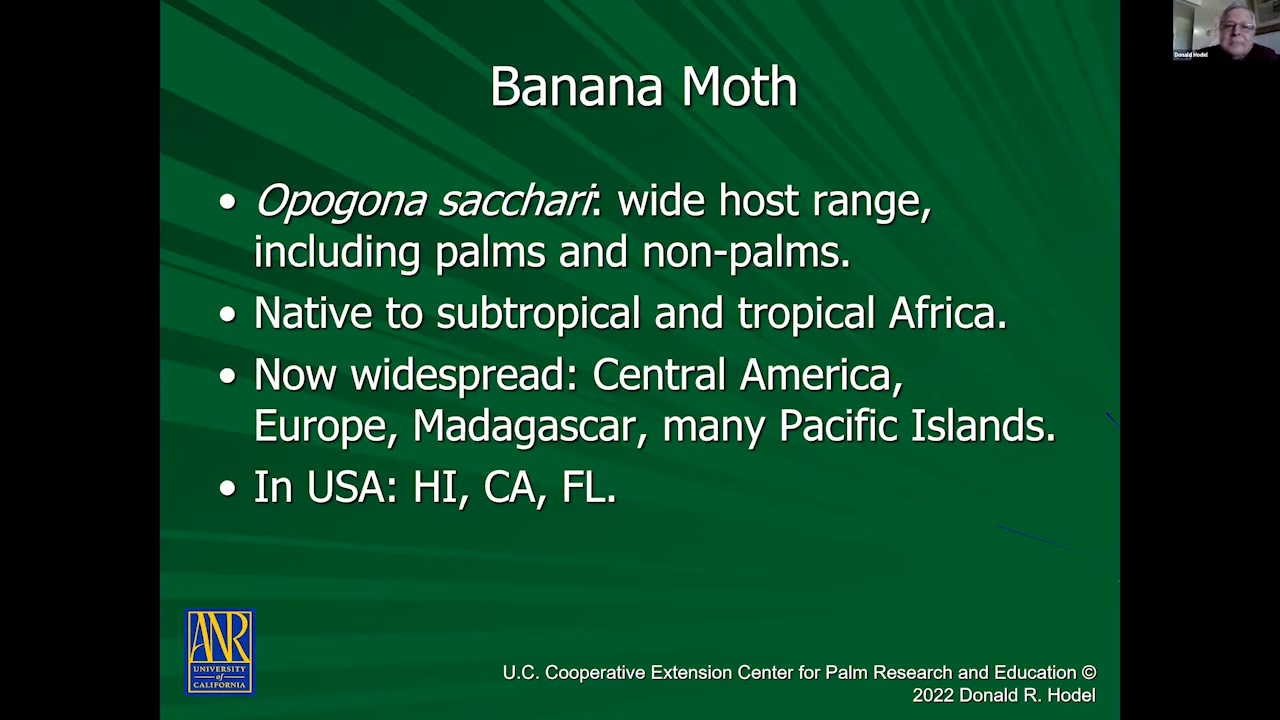 Donald Hodel
Banana Moth
• Opogona sacchari: wide host range,
including palms and non-palms.
• Native to subtropical and tropical Africa.
• Now widespread: Central America,
Europe, Madagascar, many Pacific Islands.
• In USA: HI, CA, FL.
ANR
UNIVERSITY
of
CALIFORNIA
U.C. Cooperative Extension Center for Palm Research and Education ©
2022 Donald R. Hodel